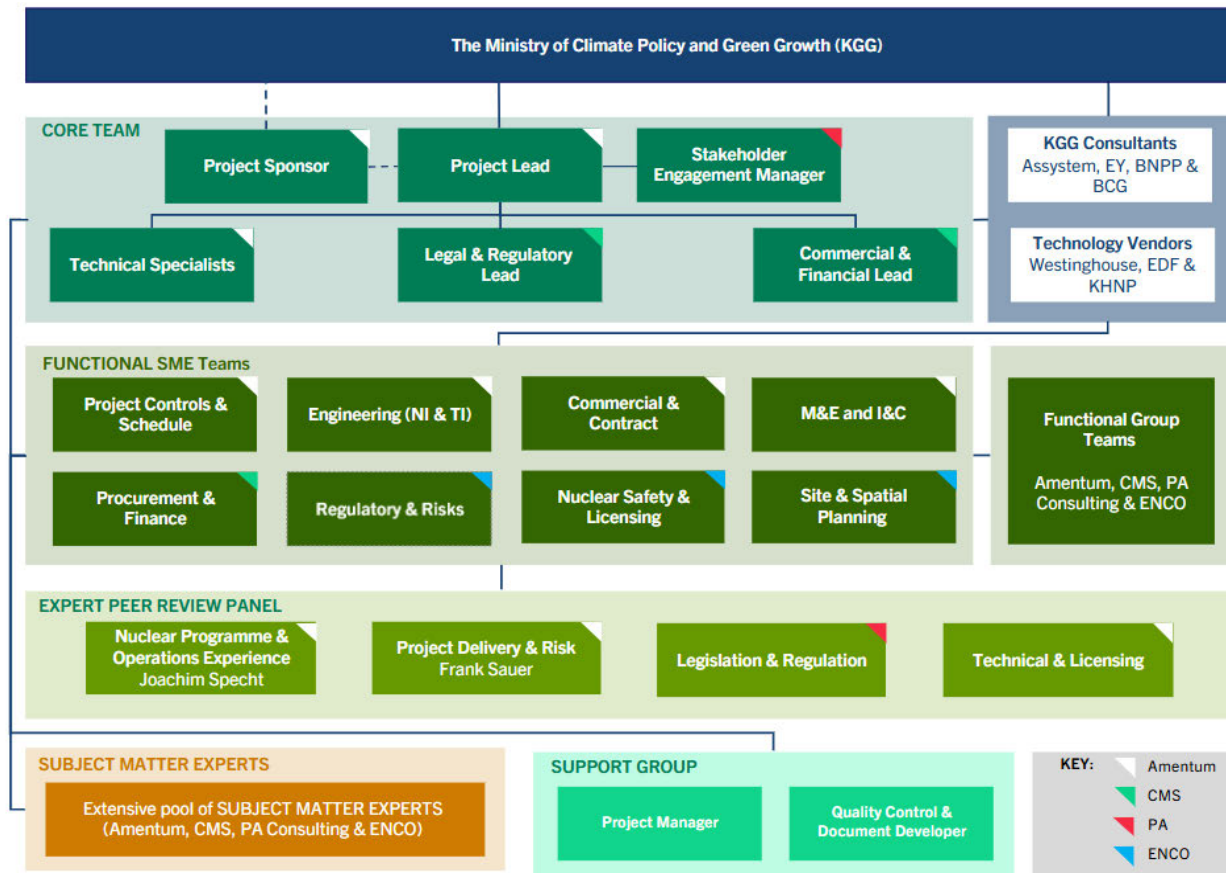 The Ministry of Climate Policy and Green Growth (KGG)
CORE TEAM
Project Sponsor
Project Lead
Stakeholder
Engagement Manager
Technical Specialists
Legal & Regulatory
Lead
Commercial &
Financial Lead
KGG Consultants
Assystem, EY, BNPP &
BCG
Technology Vendors
Westinghouse, EDF &
KHNP
FUNCTIONAL SME Teams
Project Controls &
Schedule
Engineering (NI & TI)
Commercial &
Contract
M&E and I&C
Procurement &
Finance
Regulatory & Risks
Nuclear Safety &
Licensing
Site & Spatial
Planning
Functional Group
Teams
Amentum, CMS, PA
Consulting & ENCO
EXPERT PEER REVIEW PANEL
Nuclear Programme &
Operations Experience
Joachim Specht
Project Delivery & Risk
Frank Sauer
Legislation & Regulation
Technical & Licensing
SUBJECT MATTER EXPERTS
Extensive pool of SUBJECT MATTER EXPERTS
(Amentum, CMS, PA Consulting & ENCO)
SUPPORT GROUP
Project Manager
Quality Control &
Document Developer
KEY:
Amentum
CMS
PA
ENCO